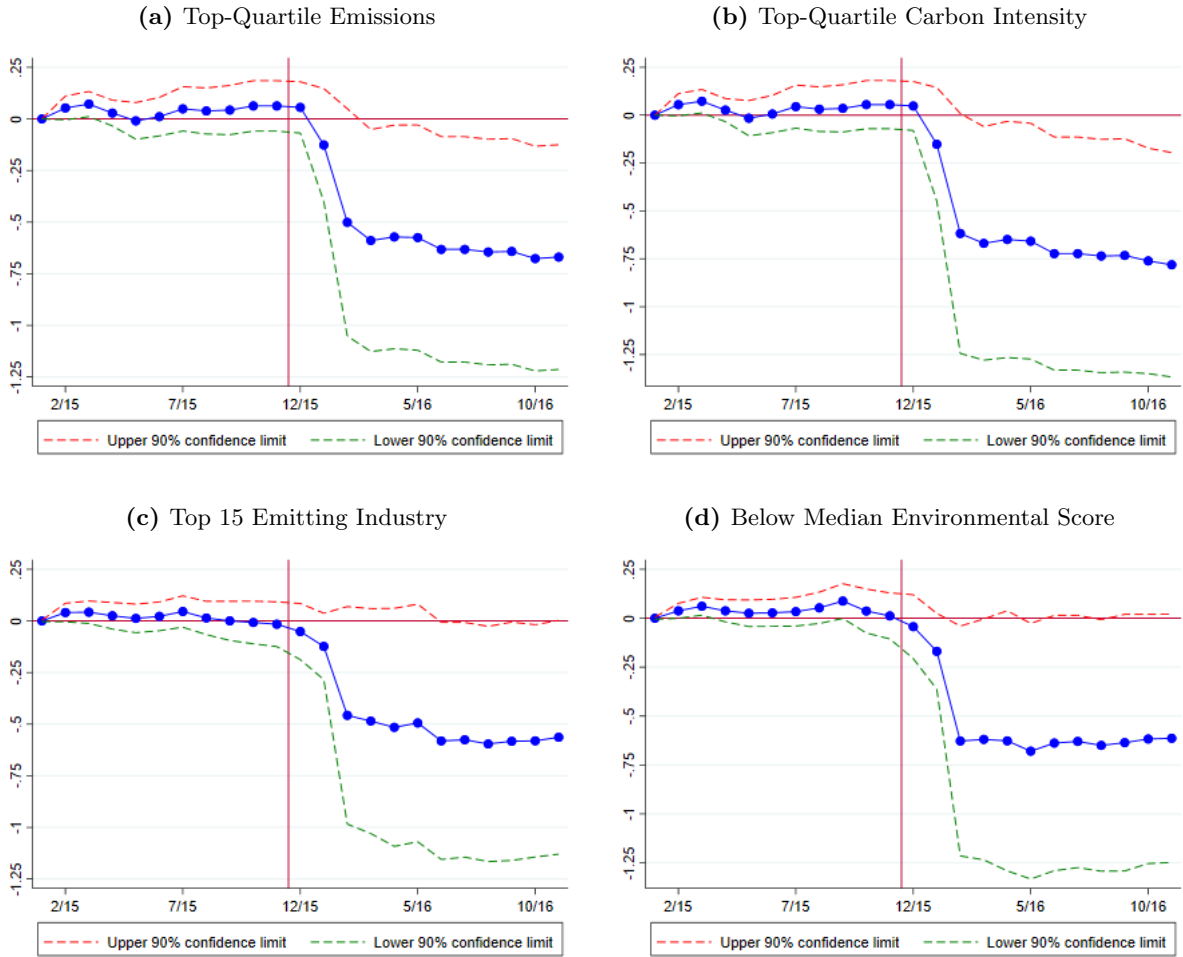 (a) Top-Quartile Emissions
.25
0
-.25
-.5
-.75
-1
-1.25
2/15 7/15 12/15 5/16 10/16
Upper 90% confidence limit Lower 90% confidence limit
(b) Top-Quartile Carbon Intensity
.25
0
-.25
-.5
-.75
-1
-1.25
2/15 7/15 12/15 5/16 10/16
Upper 90% confidence limit Lower 90% confidence limit
(c) Top 15 Emitting Industry
.25
0
-.25
-.5
-.75
-1
-1.25
2/15 7/15 12/15 5/16 10/16
Upper 90% confidence limit Lower 90% confidence limit
(d) Below Median Environmental Score
.25
0
-.25
-.5
-.75
-1
-1.25
2/15 7/15 12/15 5/16 10/16
Upper 90% confidence limit Lower 90% confidence limit